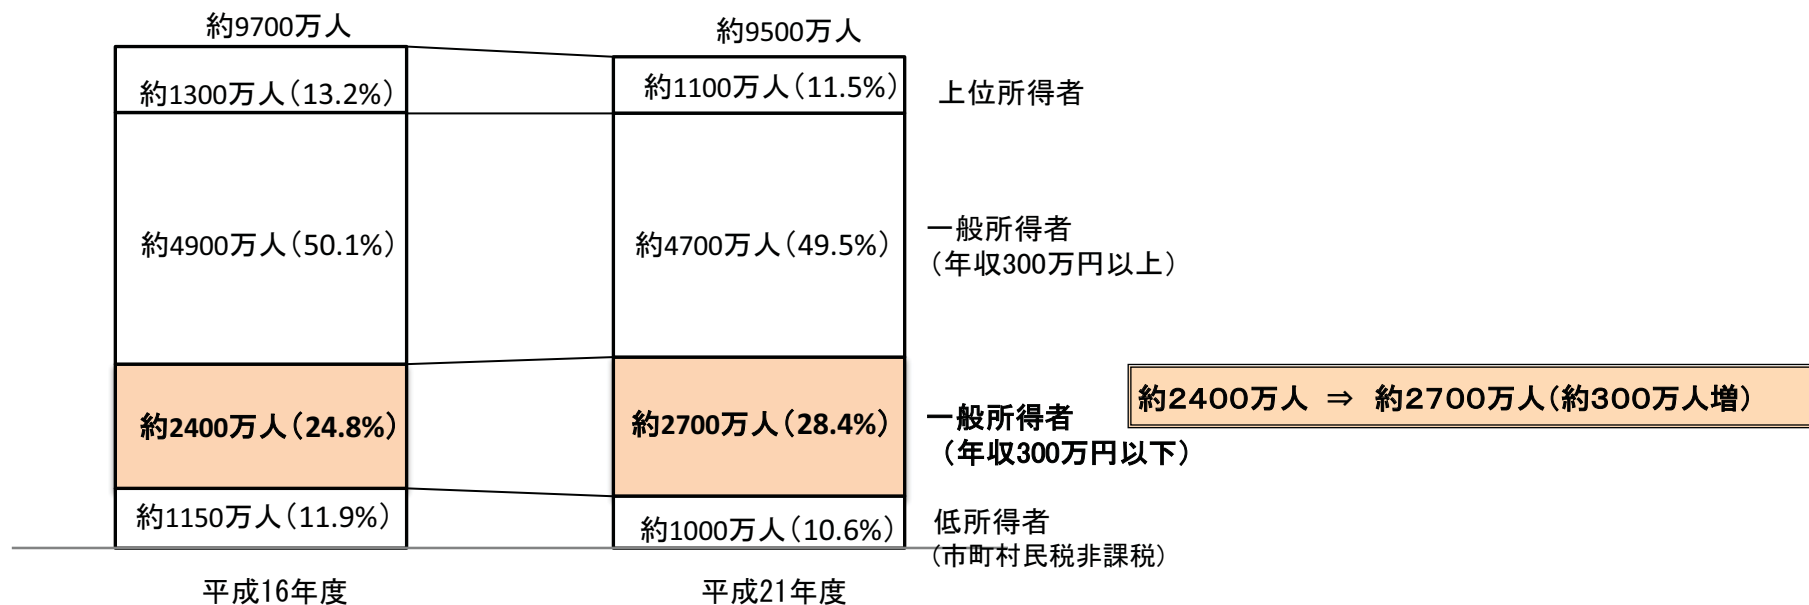 約9700万人
約9500万人
約1300万人（13.2%）
約1100万人（11.5%）
上位所得者
約4900万人（50.1%）
約4700万人（49.5%）
一般所得者
（年収300万円以上）
約2400万人（24.8%）
約2700万人（28.4%）
一般所得者
（年収300万円以下）
約2400万人 ⇒ 約2700万人（約300万人増）
約1150万人（11.9%）
約1000万人（10.6%）
低所得者
（市町村民税非課税）
平成16年度
平成21年度